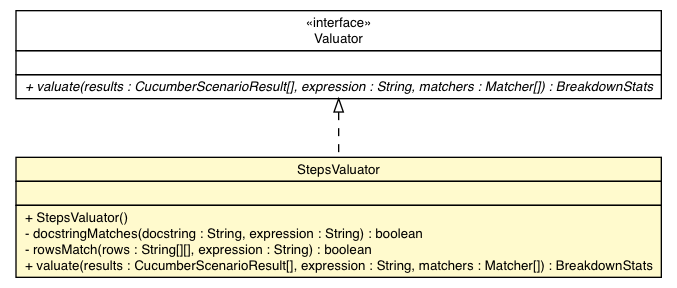 «interface»
Valuator
+ valuate(results : CucumberScenarioResult[], expression : String, matchers : Matcher[]) : BreakdownStats
StepsValuator
+ StepsValuator()
- docstringMatches(docstring : String, expression : String) : boolean
- rowsMatch(rows : String[][], expression : String) : boolean
+ valuate(results : CucumberScenarioResult[], expression : String, matchers : Matcher[]) : BreakdownStats